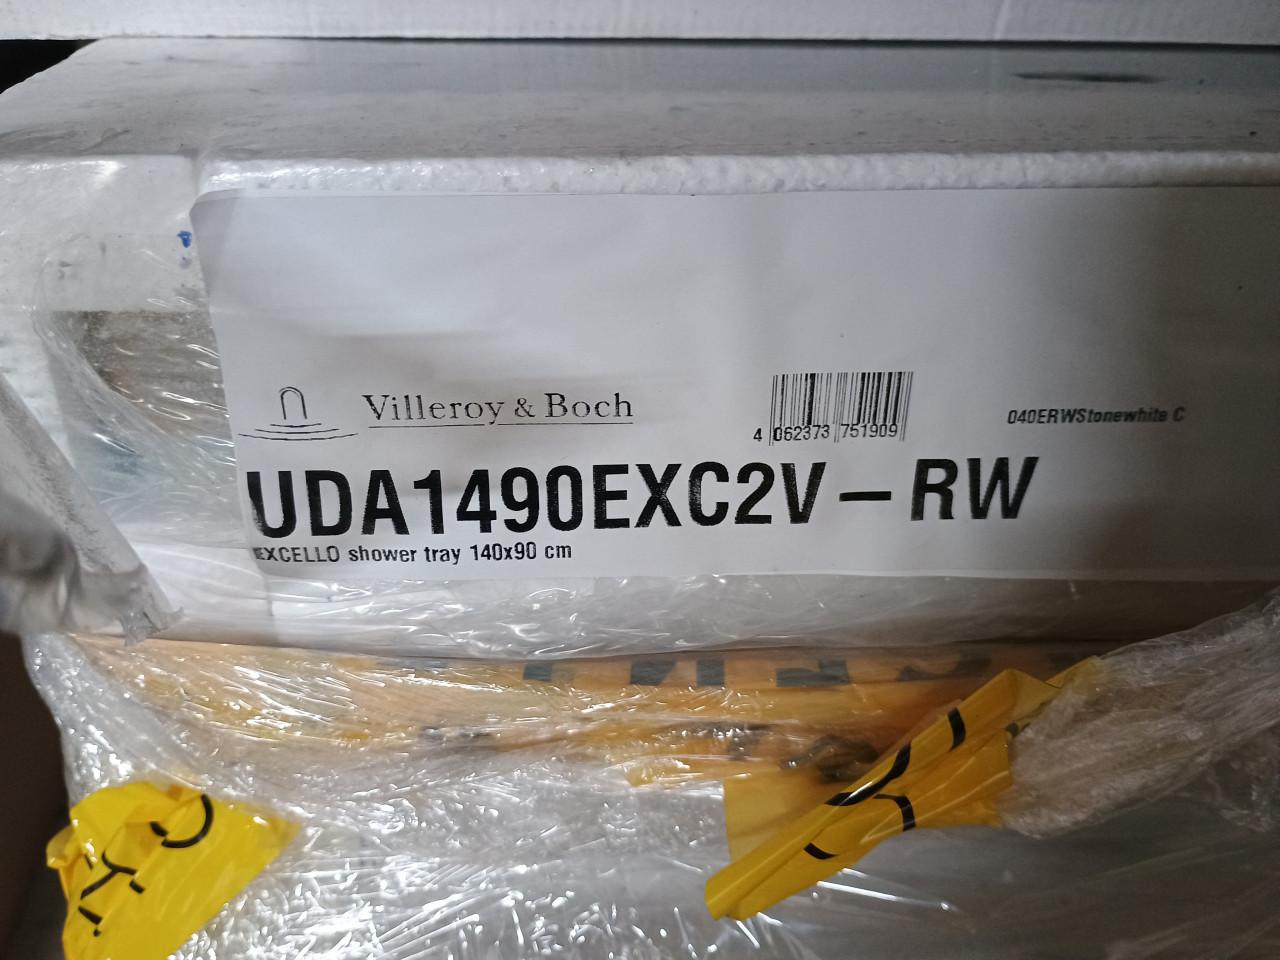 Villeroy & Boch
4 062373 751909
040ERWStonewhite C
UDA1490EXC2V-RW
EXCELLO shower tray 140x90 cm